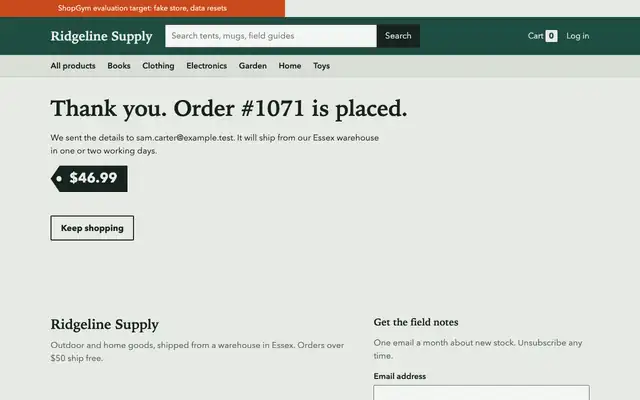 ShopGym evaluation target: fake store, data resets
Ridgeline Supply
Search tents, mugs, field guides
Search
Cart 0
Log in
All products
Books
Clothing
Electronics
Garden
Home
Toys
Thank you. Order #1071 is placed.
We sent the details to sam.carter@example.test. It will ship from our Essex warehouse
in one or two working days.
$46.99
Keep shopping
Ridgeline Supply
Outdoor and home goods, shipped from a warehouse in Essex. Orders over
$50 ship free.
Get the field notes
One email a month about new stock. Unsubscribe any
time.
Email address